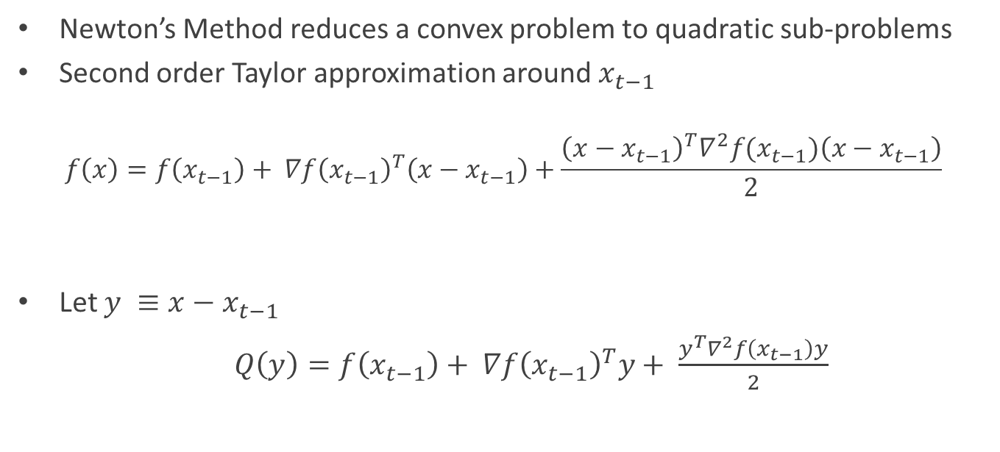 • Newton’s Method reduces a convex problem to quadratic sub-problems
• Second order Taylor approximation around $x_{t-1}$
$f(x) = f(x_{t-1}) + \nabla f(x_{t-1})^T (x - x_{t-1}) + \frac{(x - x_{t-1})^T \nabla^2 f(x_{t-1})(x - x_{t-1})}{2}$
• Let $y \equiv x - x_{t-1}$
$Q(y) = f(x_{t-1}) + \nabla f(x_{t-1})^T y + \frac{y^T \nabla^2 f(x_{t-1}) y}{2}$